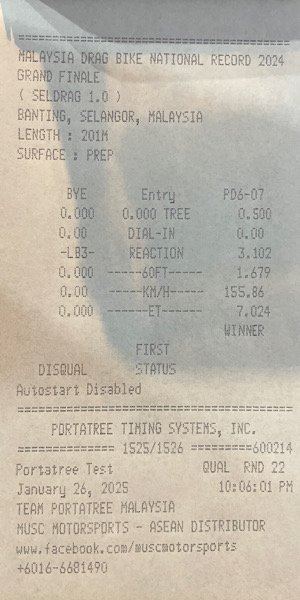 ==================================
MALAYSIA DRAG BIKE NATIONAL RECORD 2024
GRAND FINALE
( SELDRAG 1.0 )
BANTING, SELANGOR, MALAYSIA
LENGTH : 201M
SURFACE : PREP
BYE Entry PD6-07
0.000 0.000 TREE 0.500
0.00 DIAL-IN 0.00
-LB3- REACTION 3.102
0.000 -----60FT------ 1.679
0.00 -----KM/H----- 155.86
0.000 ------ET------- 7.024
WINNER
FIRST
DISQUAL STATUS
Autostart Disabled
==================================
PORTATREE TIMING SYSTEMS, INC.
============= 1525/1526 =========600214
Portatree Test QUAL RND 22
January 26, 2025 10:06:01 PM
TEAM PORTATREE MALAYSIA
MUSC MOTORSPORTS - ASEAN DISTRIBUTOR
www.facebook.com/muscmotorsports
+6016-6681490